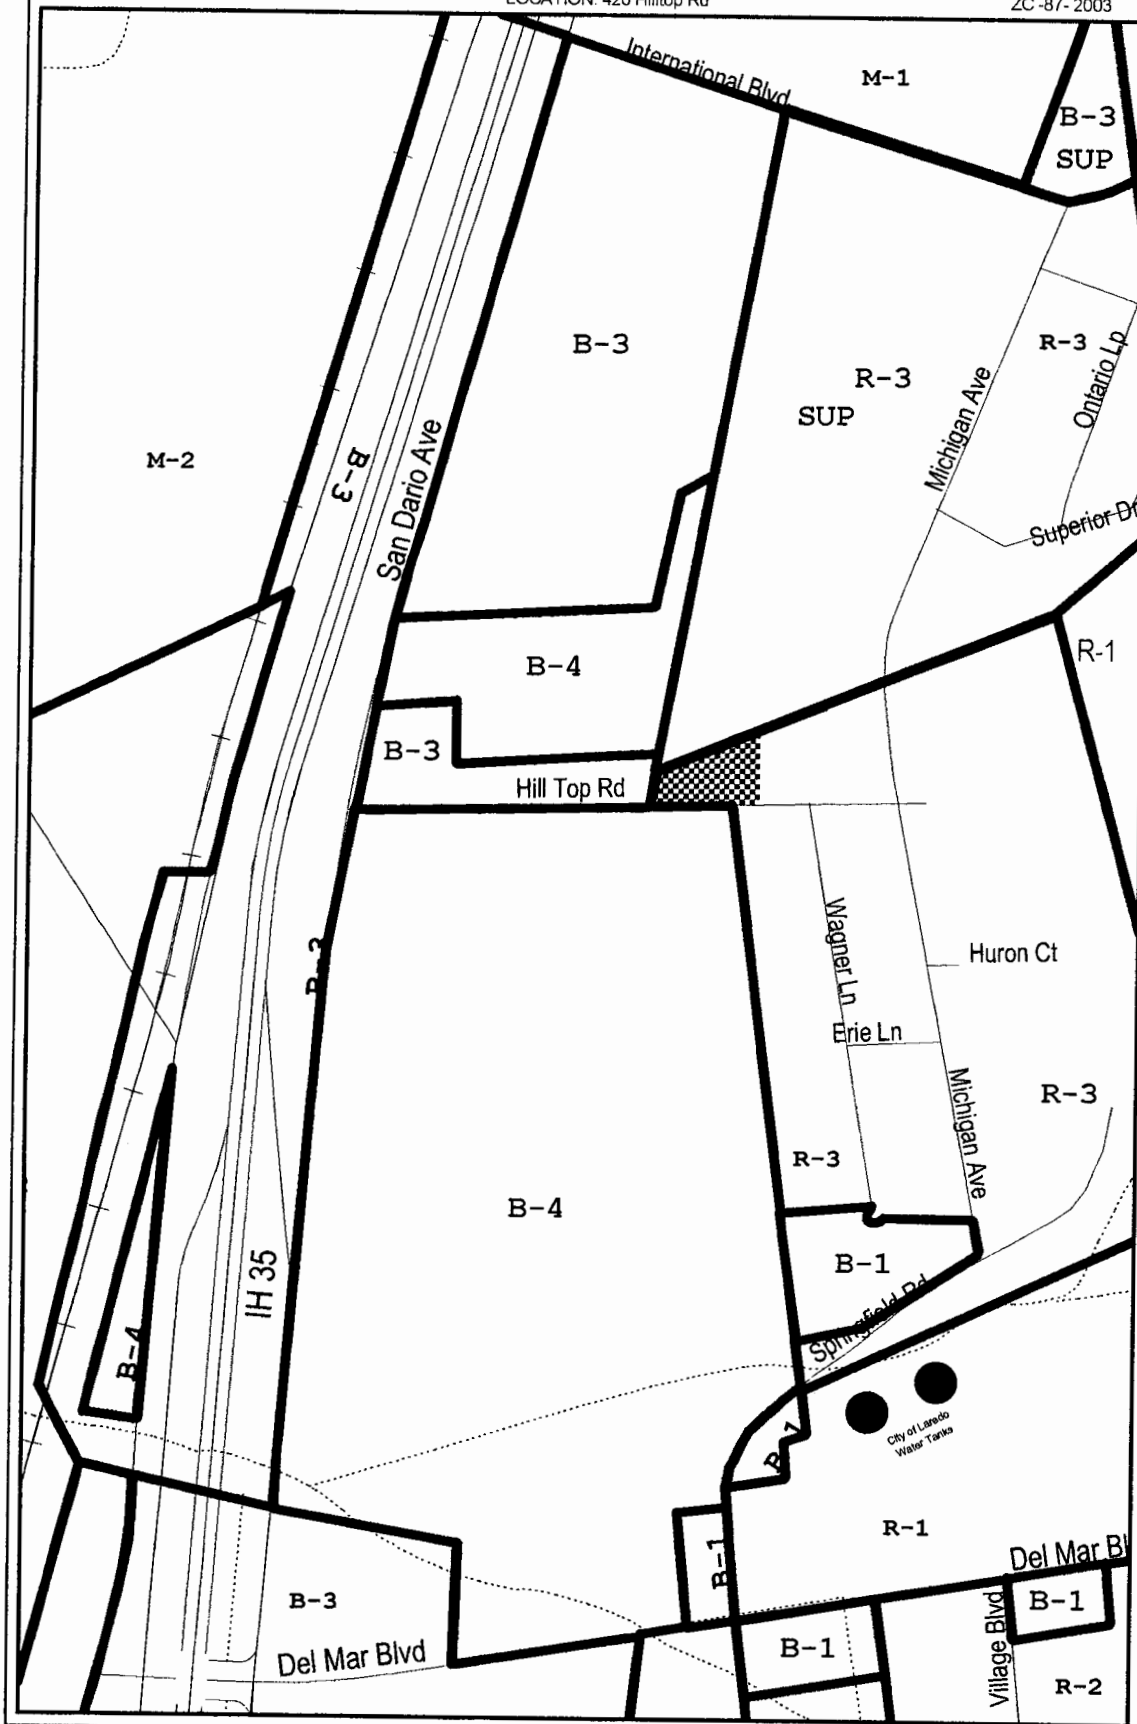 LOCATION: 420 Hilltop Rd
ZC-87-2003
International Blvd
M-1
B-3
SUP
B-3
R-3
SUP
R-3
Michigan Ave
Ontario Lp
Superior Dr
M-2
B-3
San Dario Ave
B-4
R-1
B-3
Hill Top Rd
B-3
Wagner Ln
Huron Ct
Erie Ln
Michigan Ave
R-3
R-3
B-4
B-1
IH 35
Springfield Rd
B-4
City of Laredo
Water Tanks
B-1
R-1
Del Mar Bl
B-3
B-1
Village Blvd
B-1
Del Mar Blvd
R-2